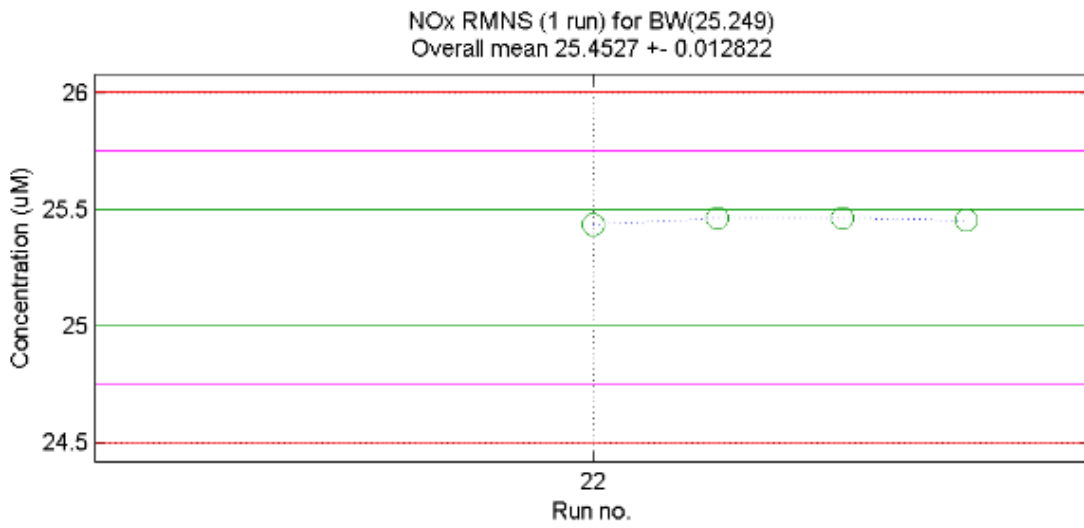 NOx RMNS (1 run) for BW(25.249)
Overall mean 25.4527 +- 0.012822
26
25.5
25
24.5
Concentration (uM)
22
Run no.